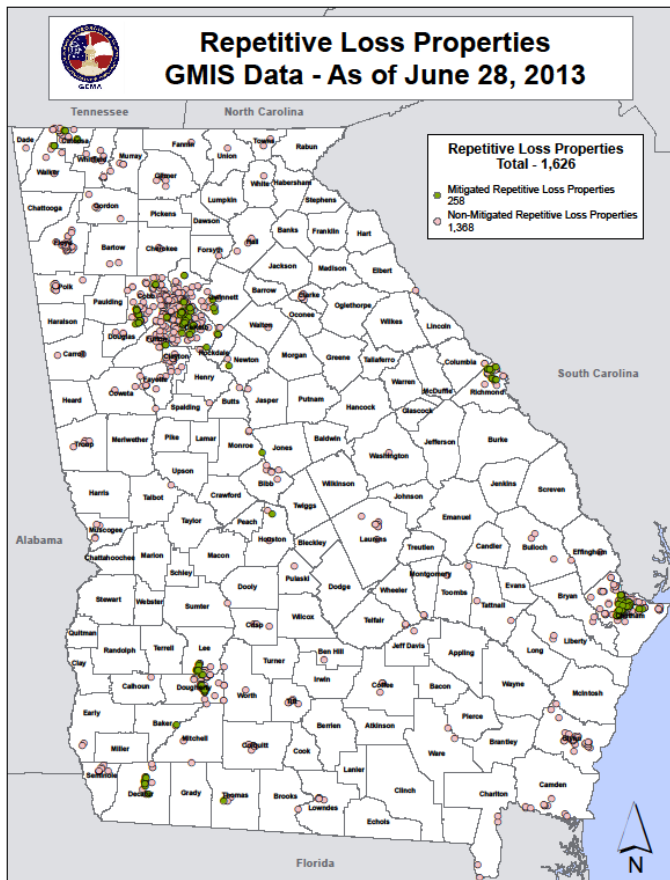 Repetitive Loss Properties
GMIS Data - As of June 28, 2013
GEMA
Tennessee
North Carolina
Repetitive Loss Properties
Total - 1,626
Mitigated Repetitive Loss Properties
258
Non-Mitigated Repetitive Loss Properties
1,368
Dade
Catoosa
Fannin
Towns
Rabun
Walker
Whitfield
Murray
Union
Gilmer
White
Habersham
Chattooga
Gordon
Lumpkin
Stephens
Pickens
Dawson
Banks
Franklin
Hart
Floyd
Bartow
Cherokee
Forsyth
Hall
Jackson
Madison
Elbert
Polk
Paulding
Cobb
Gwinnett
Barrow
Clarke
Oconee
Oglethorpe
Wilkes
Lincoln
Haralson
Douglas
Fulton
DeKalb
Walton
Rockdale
Newton
Morgan
Greene
Taliaferro
Columbia
South Carolina
Carroll
Clayton
Henry
Warren
McDuffie
Richmond
Heard
Coweta
Fayette
Spalding
Butts
Jasper
Putnam
Hancock
Glascock
Troup
Meriwether
Pike
Lamar
Monroe
Jones
Baldwin
Washington
Jefferson
Burke
Upson
Bibb
Wilkinson
Harris
Talbot
Crawford
Twiggs
Johnson
Jenkins
Screven
Alabama
Muscogee
Taylor
Peach
Houston
Bleckley
Laurens
Emanuel
Chattahoochee
Marion
Macon
Treutlen
Candler
Bulloch
Effingham
Schley
Dooly
Pulaski
Dodge
Wheeler
Montgomery
Toombs
Evans
Bryan
Stewart
Webster
Sumter
Tattnall
Chatham
Crisp
Wilcox
Telfair
Quitman
Randolph
Terrell
Lee
Turner
Ben Hill
Jeff Davis
Appling
Long
Liberty
Clay
Calhoun
Dougherty
Worth
Irwin
Coffee
Bacon
Wayne
McIntosh
Early
Baker
Tift
Pierce
Berrien
Atkinson
Miller
Mitchell
Colquitt
Cook
Ware
Brantley
Glynn
Seminole
Lanier
Decatur
Grady
Thomas
Brooks
Lowndes
Clinch
Charlton
Camden
Echols
Florida
N